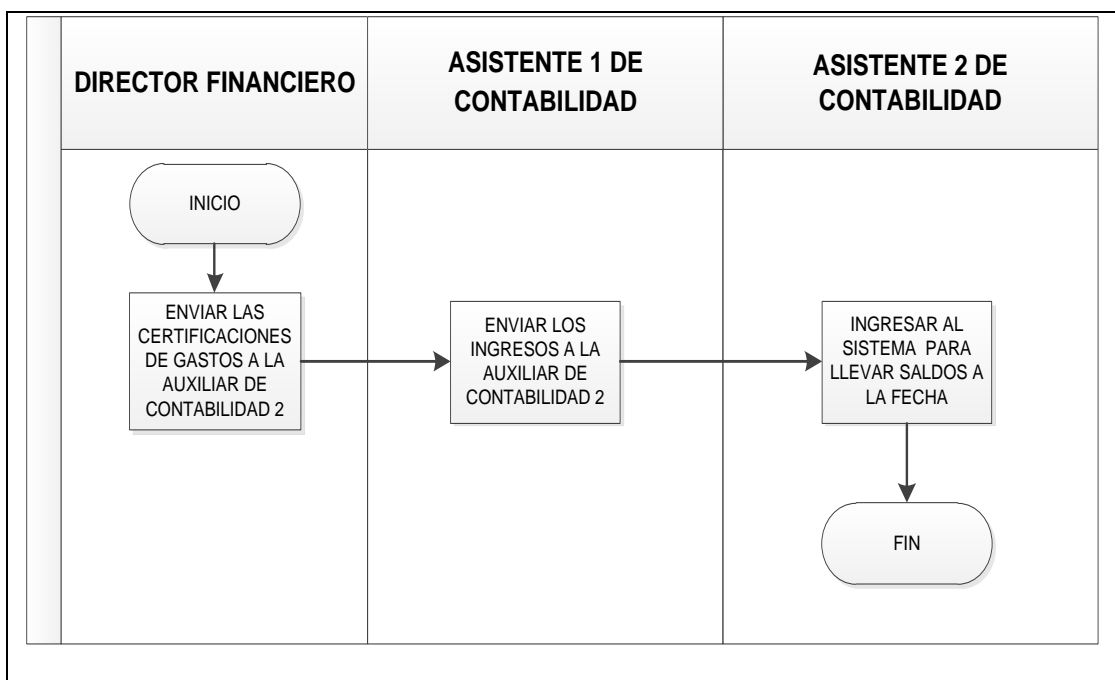 DIRECTOR FINANCIERO
ASISTENTE 1 DE
CONTABILIDAD
ASISTENTE 2 DE
CONTABILIDAD
INICIO
ENVIAR LAS
CERTIFICACIONES
DE GASTOS A LA
AUXILIAR DE
CONTABILIDAD 2
ENVIAR LOS
INGRESOS A LA
AUXILIAR DE
CONTABILIDAD 2
INGRESAR AL
SISTEMA PARA
LLEVAR SALDOS A
LA FECHA
FIN